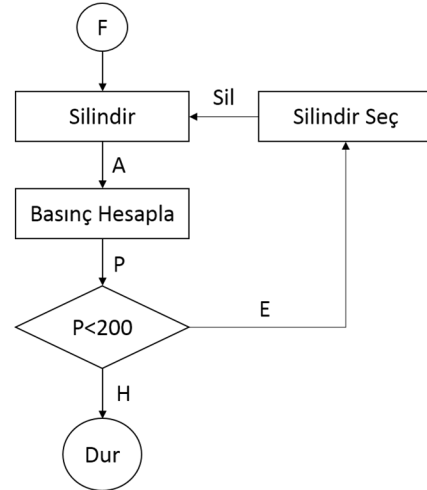 F
Silindir
Sil
Silindir Seç
A
Basınç Hesapla
P
P<200
E
H
Dur